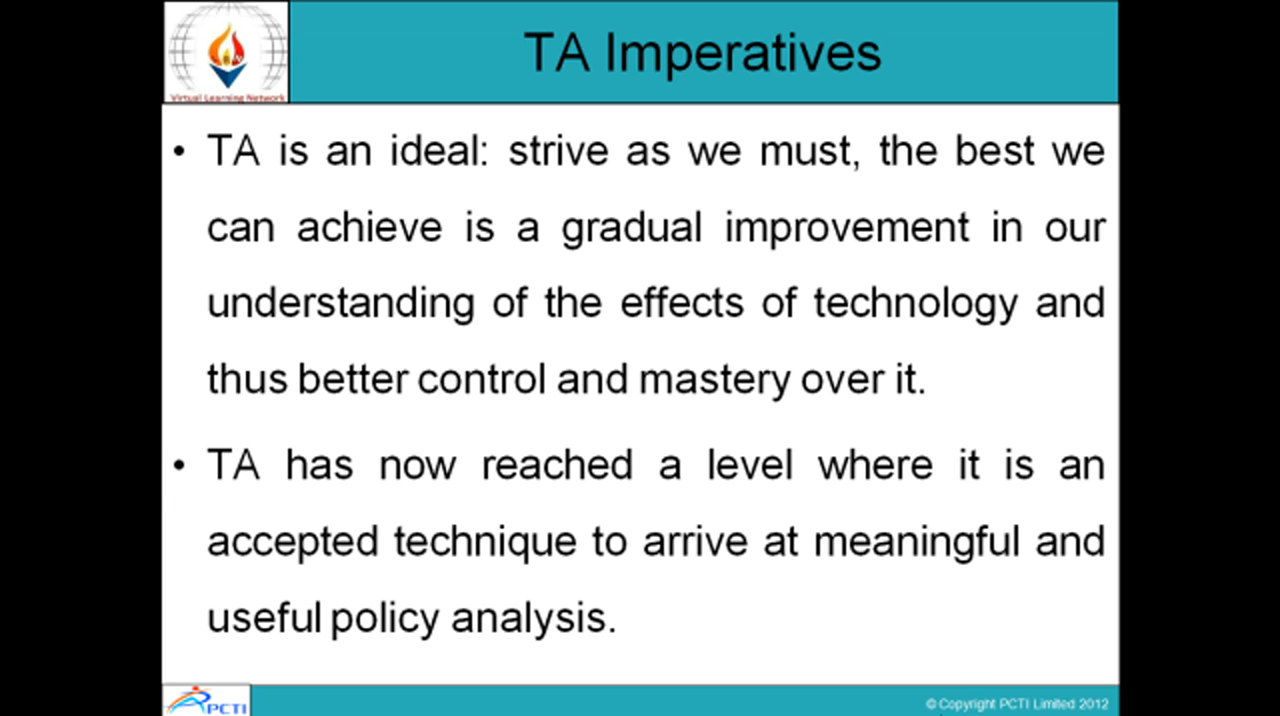 TA Imperatives
Virtual Learning Network
• TA is an ideal: strive as we must, the best we
can achieve is a gradual improvement in our
understanding of the effects of technology and
thus better control and mastery over it.
• TA has now reached a level where it is an
accepted technique to arrive at meaningful and
useful policy analysis.
PCTI
© Copyright PCTI Limited 2012